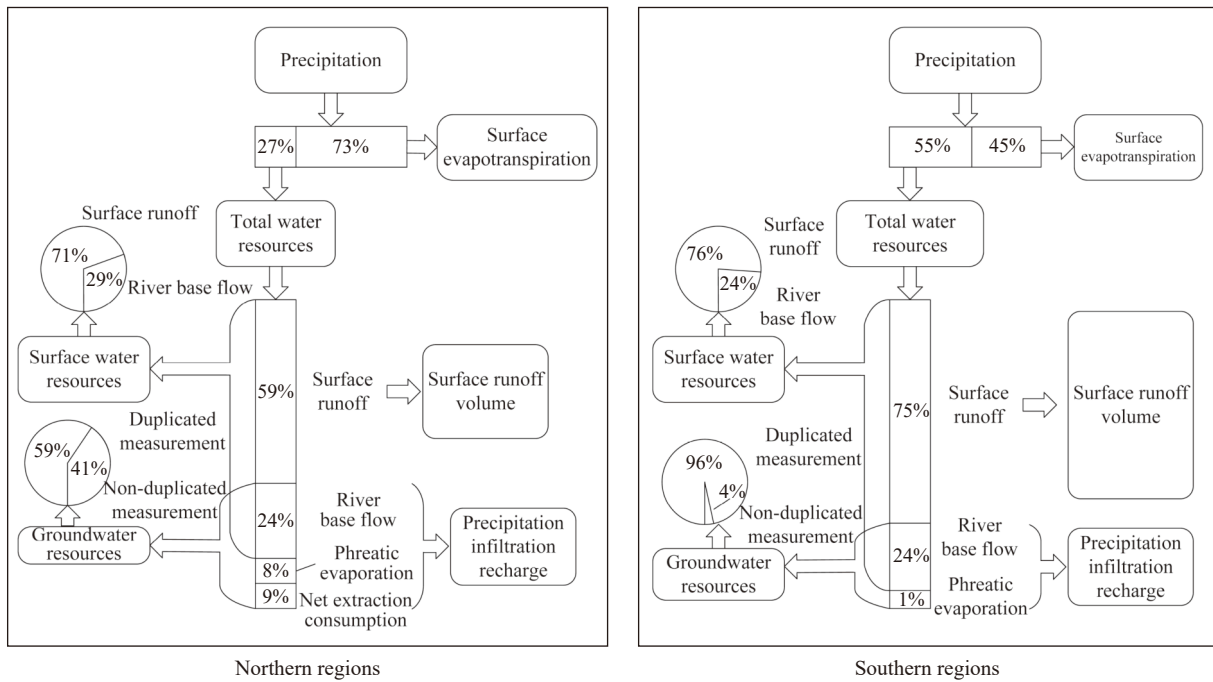 Precipitation
27%
73%
Surface
evapotranspiration
Total water
resources
Surface runoff
71%
29%
River base flow
Surface water
resources
59%
Surface
runoff
Surface runoff
volume
Duplicated
measurement
59%
41%
Non-duplicated
measurement
Groundwater
resources
24%
River
base flow
8%
Phreatic
evaporation
9%
Net extraction
consumption
Precipitation
infiltration
recharge
Northern regions
Precipitation
55%
45%
Surface
evapotranspiration
Total water
resources
Surface
runoff
76%
24%
River
base flow
Surface water
resources
75%
Surface
runoff
Surface runoff
volume
Duplicated
measurement
96%
4%
Non-duplicated
measurement
Groundwater
resources
24%
River
base flow
1%
Phreatic
evaporation
Precipitation
infiltration
recharge
Southern regions